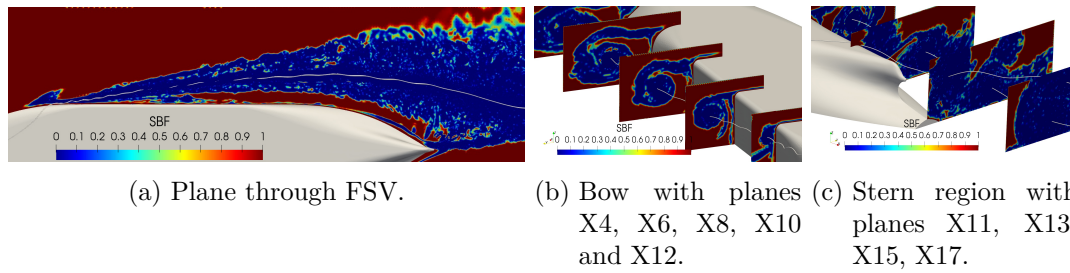 SBF
0 0.1 0.2 0.3 0.4 0.5 0.6 0.7 0.8 0.9 1
SBF
0 0.1 0.2 0.3 0.4 0.5 0.6 0.7 0.8 0.9 1
SBF
0 0.1 0.2 0.3 0.4 0.5 0.6 0.7 0.8 0.9 1
(a) Plane through FSV.
(b) Bow with planes
X4, X6, X8, X10
and X12.
(c) Stern region with
planes X11, X13
X15, X17.